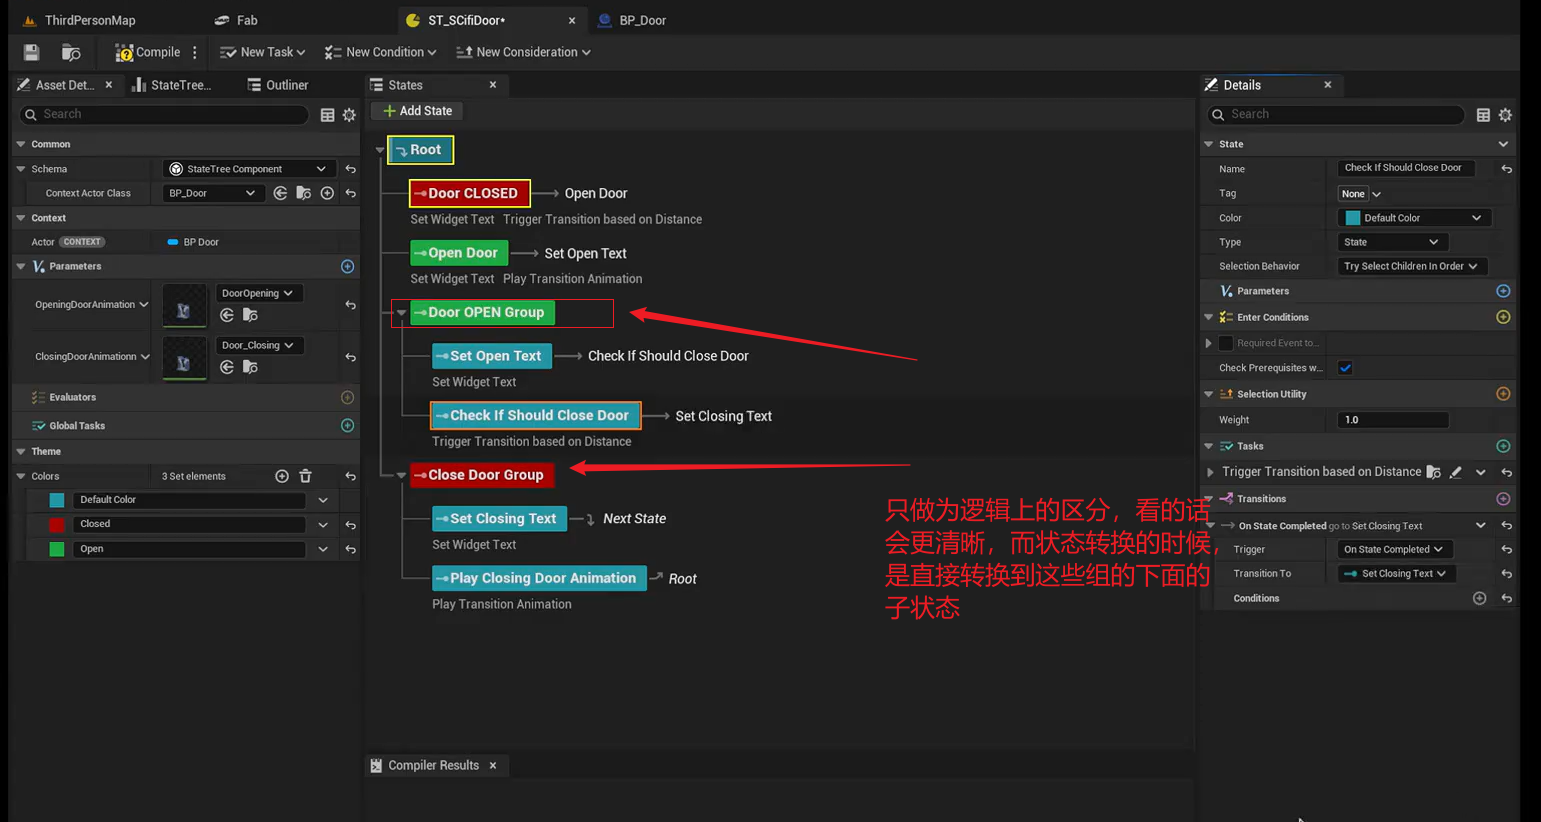 ThirdPersonMap
Fab
ST_SCifiDoor*
BP_Door
Compile
New Task
New Condition
New Consideration
Asset Det...
StateTree...
Outliner
States
Details
Search
Add State
Search
Common
Schema
StateTree Component
Context Actor Class
BP_Door
Context
Actor
CONTEXT
BP Door
Parameters
OpeningDoorAnimation
DoorOpening
ClosingDoorAnimationn
Door_Closing
Evaluators
Global Tasks
Theme
Colors
3 Set elements
Default Color
Closed
Open
Root
Door CLOSED
Open Door
Set Widget Text Trigger Transition based on Distance
Open Door
Set Open Text
Set Widget Text Play Transition Animation
Door OPEN Group
Set Open Text
Check If Should Close Door
Set Widget Text
Check If Should Close Door
Set Closing Text
Trigger Transition based on Distance
Close Door Group
Set Closing Text
Next State
Set Widget Text
Play Closing Door Animation
Root
Play Transition Animation
只做为逻辑上的区分，看的话
会更清晰，而状态转换的时候，
是直接转换到这些组的下面的
子状态
Compiler Results
State
Name
Check If Should Close Door
Tag
None
Color
Default Color
Type
State
Selection Behavior
Try Select Children In Order
Parameters
Enter Conditions
Required Event to...
Check Prerequisites w...
Selection Utility
Weight
1.0
Tasks
Trigger Transition based on Distance
Transitions
On State Completed go to Set Closing Text
Trigger
On State Completed
Transition To
Set Closing Text
Conditions